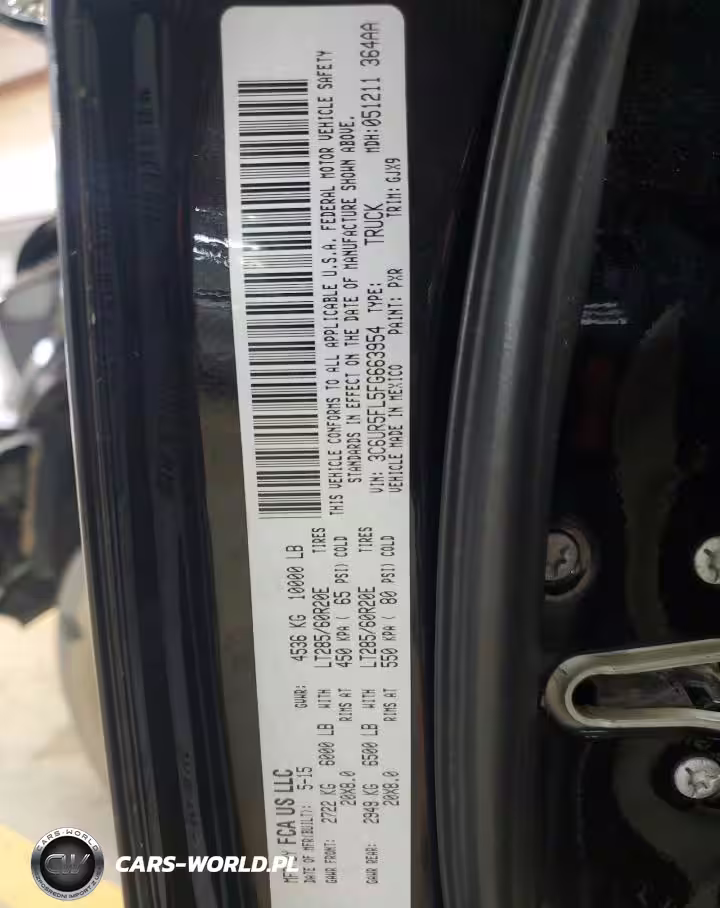 MFD BY FCA US LLC
DATE OF MFR(BUILT): 5-15 GVWR: 4536 KG 10000 LB
GAWR FRONT: 2722 KG 6000 LB WITH LT285/60R20E TIRES
20X8.0 RIMS AT 450 KPA ( 65 PSI) COLD
GAWR REAR: 2949 KG 6500 LB WITH LT285/60R20E TIRES
20X8.0 RIMS AT 550 KPA ( 80 PSI) COLD
THIS VEHICLE CONFORMS TO ALL APPLICABLE U.S.A. FEDERAL MOTOR VEHICLE SAFETY
STANDARDS IN EFFECT ON THE DATE OF MANUFACTURE SHOWN ABOVE.
VIN: 3C6UR5FL5FG663954 TYPE: TRUCK MDH:051211 364AA
VEHICLE MADE IN MEXICO PAINT: PXR TRIM: GJX9
CARS-WORLD
CW
CARS-WORLD.PL